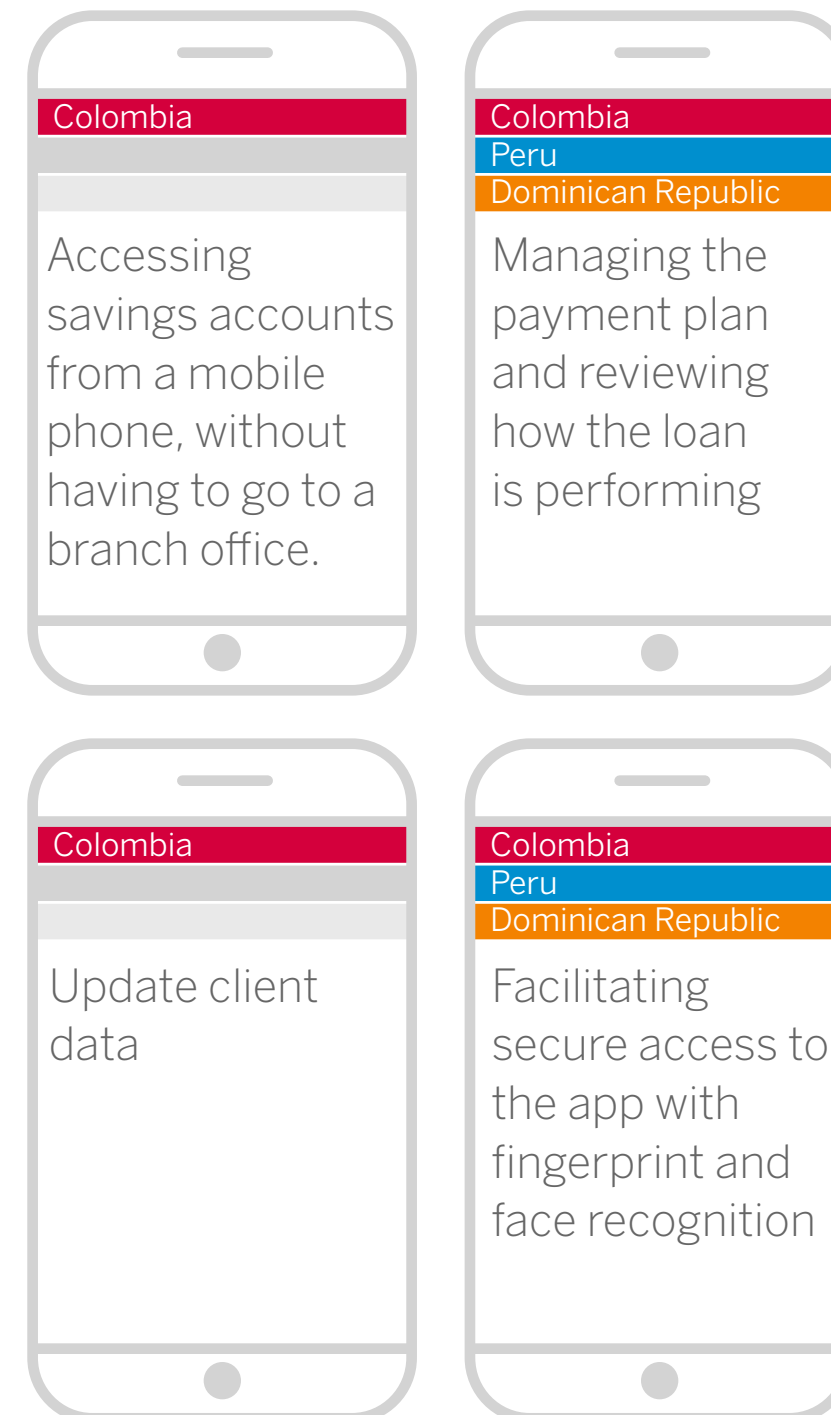 Colombia
Accessing
savings accounts
from a mobile
phone, without
having to go to a
branch office.
Colombia
Peru
Dominican Republic
Managing the
payment plan
and reviewing
how the loan
is performing
Colombia
Update client
data
Colombia
Peru
Dominican Republic
Facilitating
secure access to
the app with
fingerprint and
face recognition